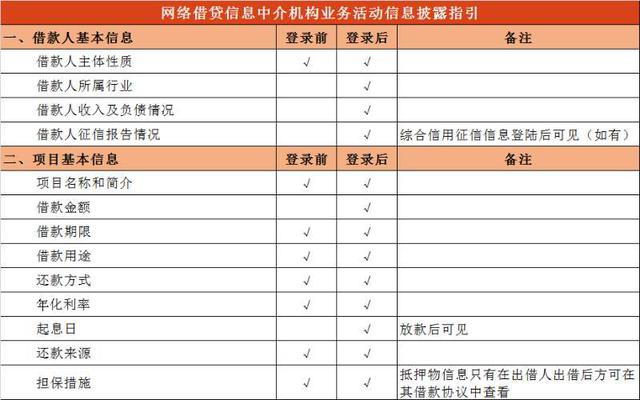 网络借贷信息中介机构业务活动信息披露指引
一、借款人基本信息 登录前 登录后 备注
借款人主体性质 √ √
借款人所属行业 √
借款人收入及负债情况 √
借款人征信报告情况 √ 综合信用征信信息登陆后可见（如有）
二、项目基本信息 登录前 登录后 备注
项目名称和简介 √ √
借款金额 √
借款期限 √ √
借款用途 √ √
还款方式 √ √
年化利率 √ √
起息日 √ 放款后可见
还款来源 √ √
担保措施 √ √ 抵押物信息只有在出借人出借后方可在
其借款协议中查看